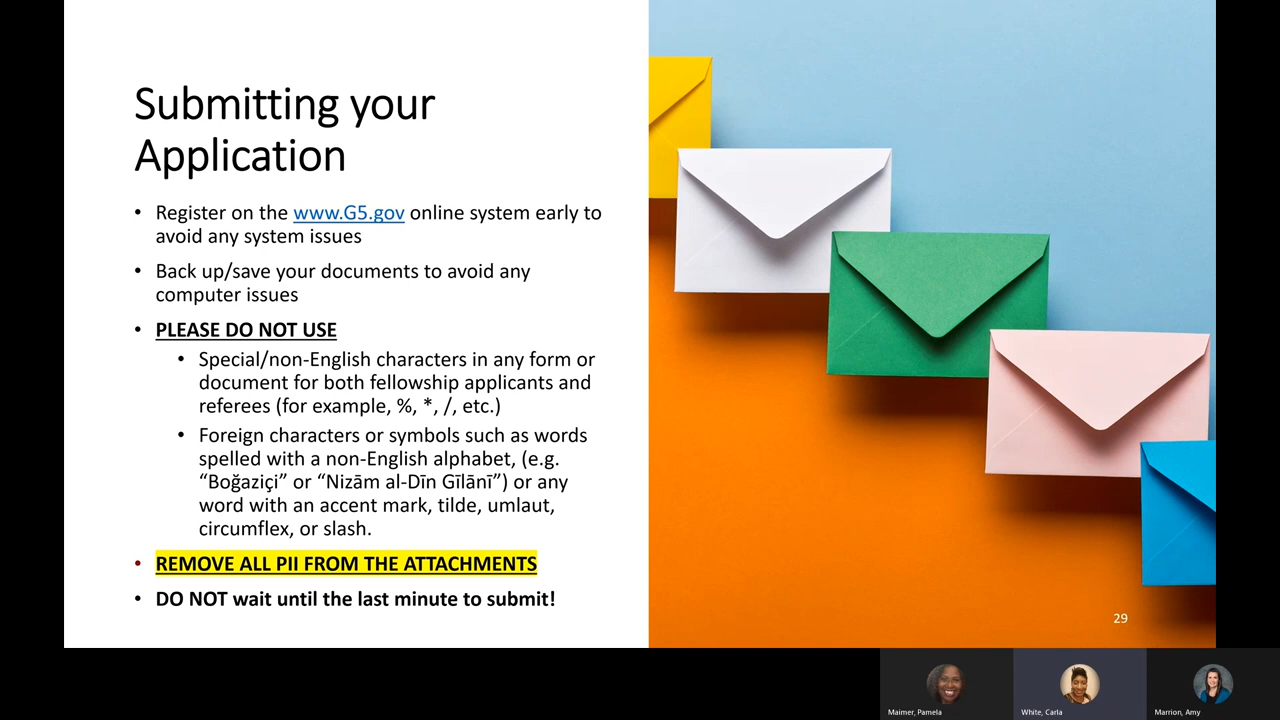 Submitting your
Application
• Register on the www.G5.gov online system early to
avoid any system issues
• Back up/save your documents to avoid any
computer issues
• PLEASE DO NOT USE
• Special/non-English characters in any form or
document for both fellowship applicants and
referees (for example, %, *, /, etc.)
• Foreign characters or symbols such as words
spelled with a non-English alphabet, (e.g.
“Boğaziçi” or “Nizām al-Dīn Gīlānī”) or any
word with an accent mark, tilde, umlaut,
circumflex, or slash.
• REMOVE ALL PII FROM THE ATTACHMENTS
• DO NOT wait until the last minute to submit!
29
Maimer, Pamela
White, Carla
Marrion, Amy